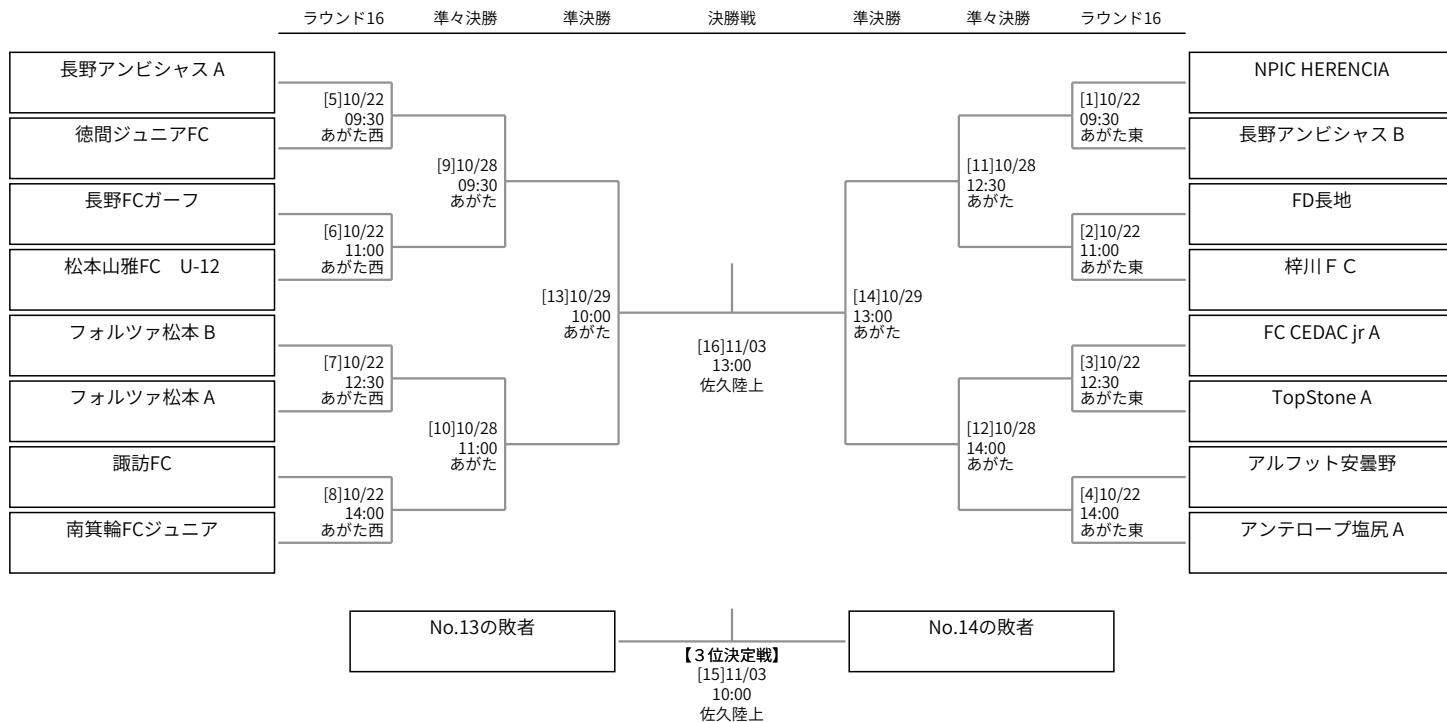 ラウンド16 準々決勝 準決勝 決勝戦 準決勝 準々決勝 ラウンド16
長野アンビシャス A
徳間ジュニアFC
長野FCガーフ
松本山雅FC　U-12
フォルツァ松本 B
フォルツァ松本 A
諏訪FC
南箕輪FCジュニア
[5]10/22
09:30
あがた西
[6]10/22
11:00
あがた西
[7]10/22
12:30
あがた西
[8]10/22
14:00
あがた西
[9]10/28
09:30
あがた
[10]10/28
11:00
あがた
[13]10/29
10:00
あがた
[16]11/03
13:00
佐久陸上
[14]10/29
13:00
あがた
[11]10/28
12:30
あがた
[12]10/28
14:00
あがた
[1]10/22
09:30
あがた東
[2]10/22
11:00
あがた東
[3]10/22
12:30
あがた東
[4]10/22
14:00
あがた東
NPIC HERENCIA
長野アンビシャス B
FD長地
梓川ＦＣ
FC CEDAC jr A
TopStone A
アルフット安曇野
アンテロープ塩尻 A
No.13の敗者
No.14の敗者
【３位決定戦】
[15]11/03
10:00
佐久陸上